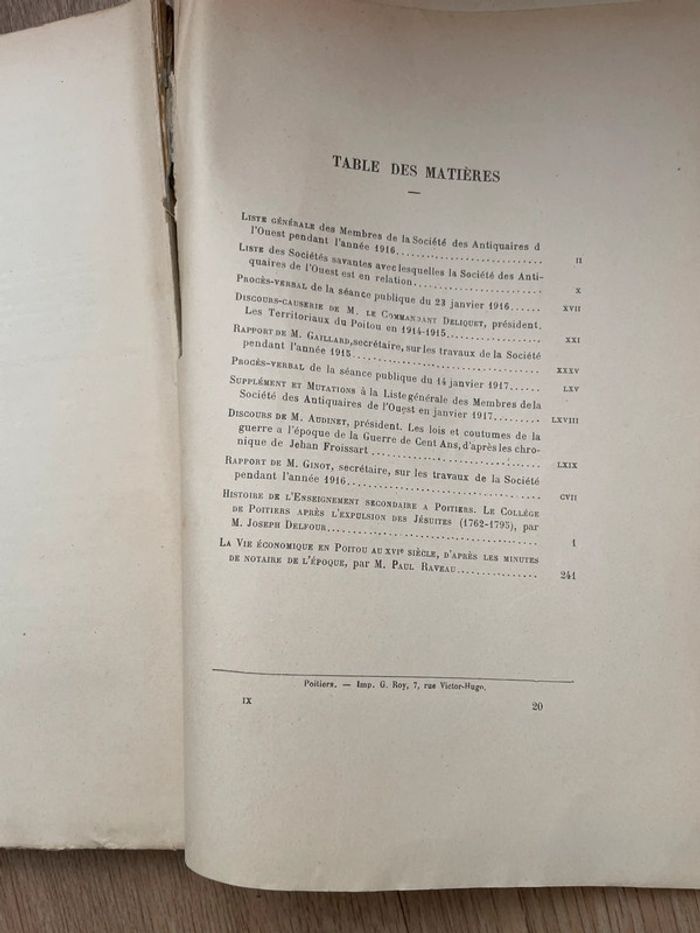 TABLE DES MATIÈRES
LISTE GÉNÉRALE des Membres de la Société des Antiquaires d
l'Ouest pendant l'année 1916.................... II
LISTE des Sociétés savantes avec lesquelles la Société des Anti-
quaires de l'Ouest est en relation.................... X
PROCÈS-VERBAL de la séance publique du 23 janvier 1916...... XVII
DISCOURS-CAUSERIE DE M. LE COMMANDANT DELIQUET, président.
Les Territoriaux du Poitou en 1914-1915.............. XXI
RAPPORT DE M. GAILLARD, secrétaire, sur les travaux de la Société
pendant l'année 1915.......................... XXXV
PROCÈS-VERBAL de la séance publique du 14 janvier 1917...... LXV
SUPPLÉMENT ET MUTATIONS à la Liste générale des Membres de la
Société des Antiquaires de l'Ouest en janvier 1917........ LXVIII
DISCOURS DE M. AUDINET, président. Les lois et coutumes de la
guerre a l'époque de la Guerre de Cent Ans, d'après les chro-
nique de Jehan Froissart ......................... LXIX
RAPPORT DE M. GINOT, secrétaire, sur les travaux de la Société
pendant l'année 1916............................. CVII
HISTOIRE DE L'ENSEIGNEMENT SECONDAIRE A POITIERS. LE COLLÈGE
DE POITIERS APRÈS L'EXPULSION DES JÉSUITES (1762-1795), par
M. JOSEPH DELFOUR............................. 1
LA VIE ÉCONOMIQUE EN POITOU AU XVIe SIÈCLE, D'APRÈS LES MINUTES
DE NOTAIRE DE L'ÉPOQUE, par M. PAUL RAVEAU............... 241
Poitiers. — Imp. G. Roy, 7, rue Victor-Hugo.
IX 20